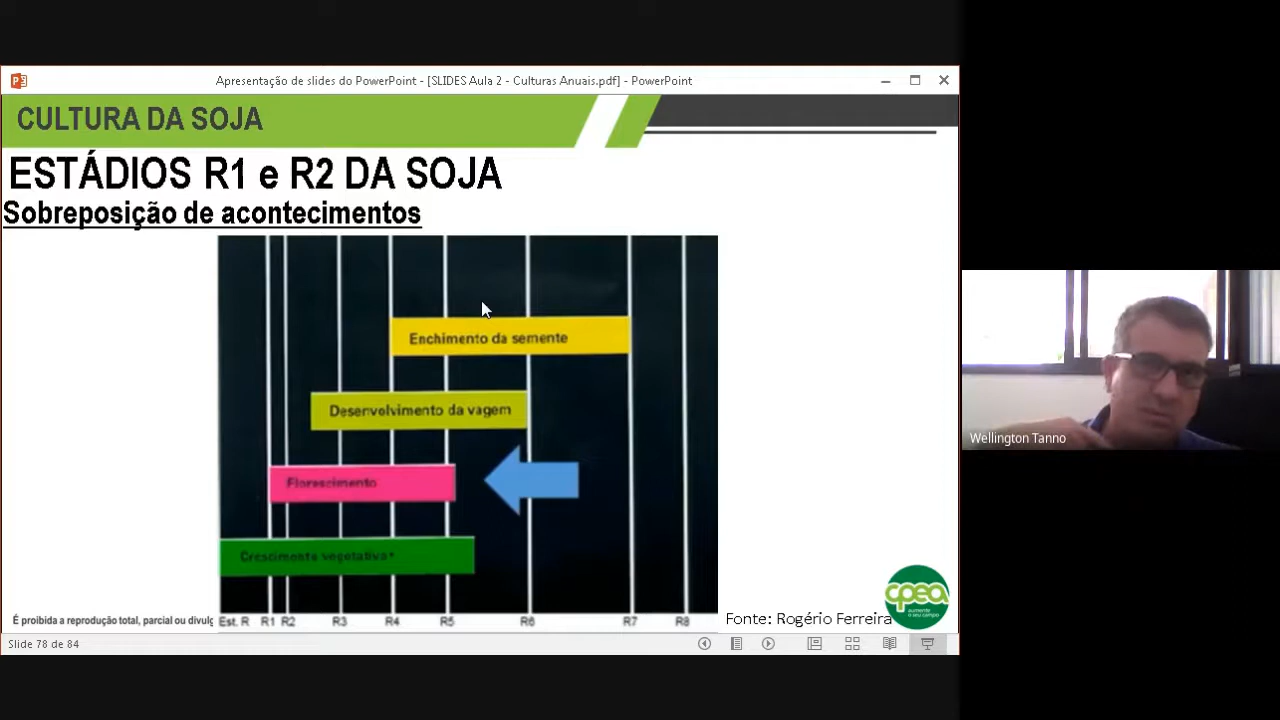 Apresentação de slides do PowerPoint - [SLIDES Aula 2 - Culturas Anuais.pdf] - PowerPoint
CULTURA DA SOJA
ESTÁDIOS R1 e R2 DA SOJA
Sobreposição de acontecimentos
Enchimento da semente
Desenvolvimento da vagem
Florescimento
Crescimento vegetativo*
Est. R R1 R2 R3 R4 R5 R6 R7 R8
É proibida a reprodução total, parcial ou divulg
Fonte: Rogério Ferreira
cpea
aumente
o seu campo
Slide 78 de 84
Wellington Tanno